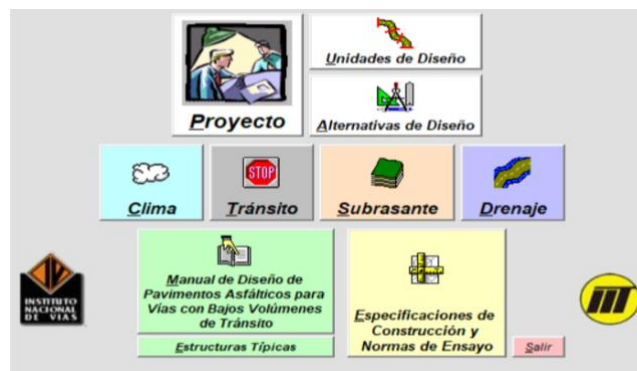 Proyecto
Unidades de Diseño
Alternativas de Diseño
Clima
STOP
Tránsito
Subrasante
Drenaje
INSTITUTO
NACIONAL
DE VIAS
Manual de Diseño de
Pavimentos Asfálticos para
Vías con Bajos Volúmenes
de Tránsito
Estructuras Típicas
Especificaciones de
Construcción y
Normas de Ensayo
Salir